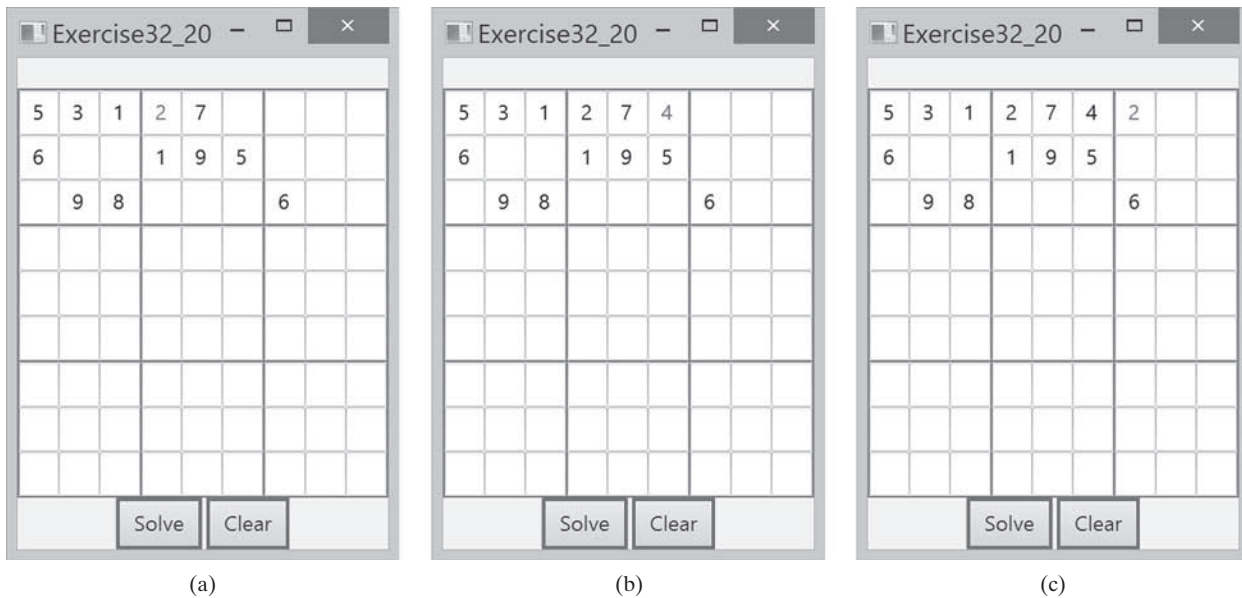 Exercise32_20
5 3 1 2 7
6 1 9 5
9 8 6
Solve Clear
(a)
Exercise32_20
5 3 1 2 7 4
6 1 9 5
9 8 6
Solve Clear
(b)
Exercise32_20
5 3 1 2 7 4 2
6 1 9 5
9 8 6
Solve Clear
(c)